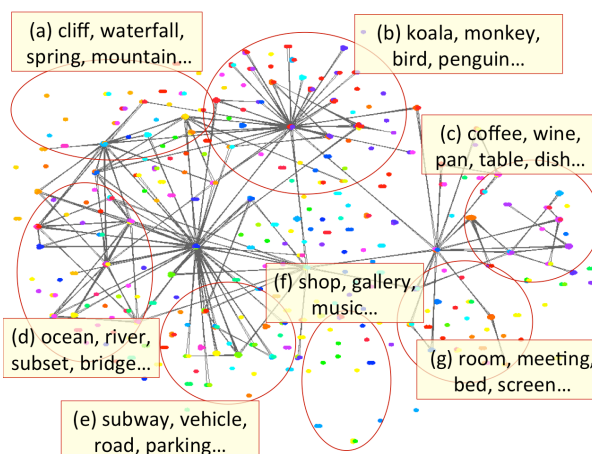 (a) cliff, waterfall,
spring, mountain...
(b) koala, monkey,
bird, penguin...
(c) coffee, wine,
pan, table, dish...
(f) shop, gallery,
music...
(d) ocean, river,
subset, bridge...
(g) room, meeting,
bed, screen...
(e) subway, vehicle,
road, parking...